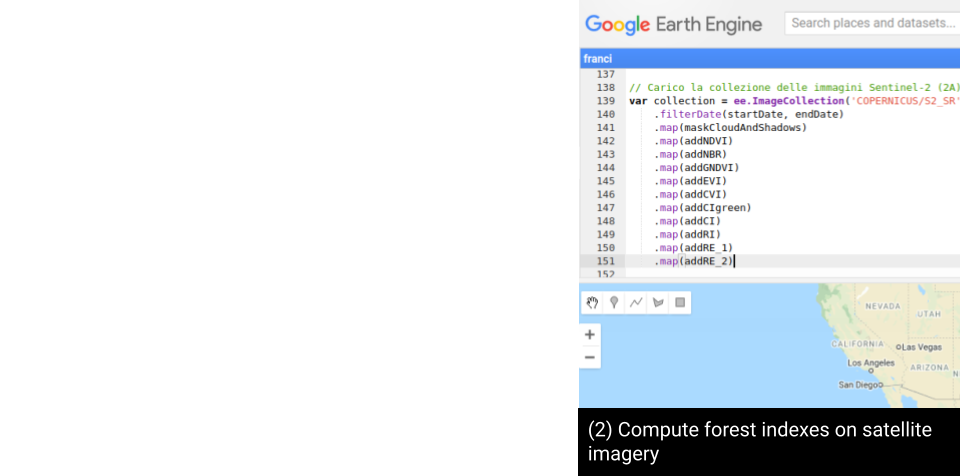 Google Earth Engine
Search places and datasets...
franci
137
138 // Carico la collezione delle immagini Sentinel-2 (2A)
139 var collection = ee.ImageCollection('COPERNICUS/S2_SR'
140 .filterDate(startDate, endDate)
141 .map(maskCloudAndShadows)
142 .map(addNDVI)
143 .map(addNBR)
144 .map(addGNDVI)
145 .map(addEVI)
146 .map(addCVI)
147 .map(addCIgreen)
148 .map(addCI)
149 .map(addRI)
150 .map(addRE_1)
151 .map(addRE_2)
152
NEVADA
UTAH
CALIFORNIA
Las Vegas
Los Angeles
ARIZONA
N
San Diego
(2) Compute forest indexes on satellite
imagery